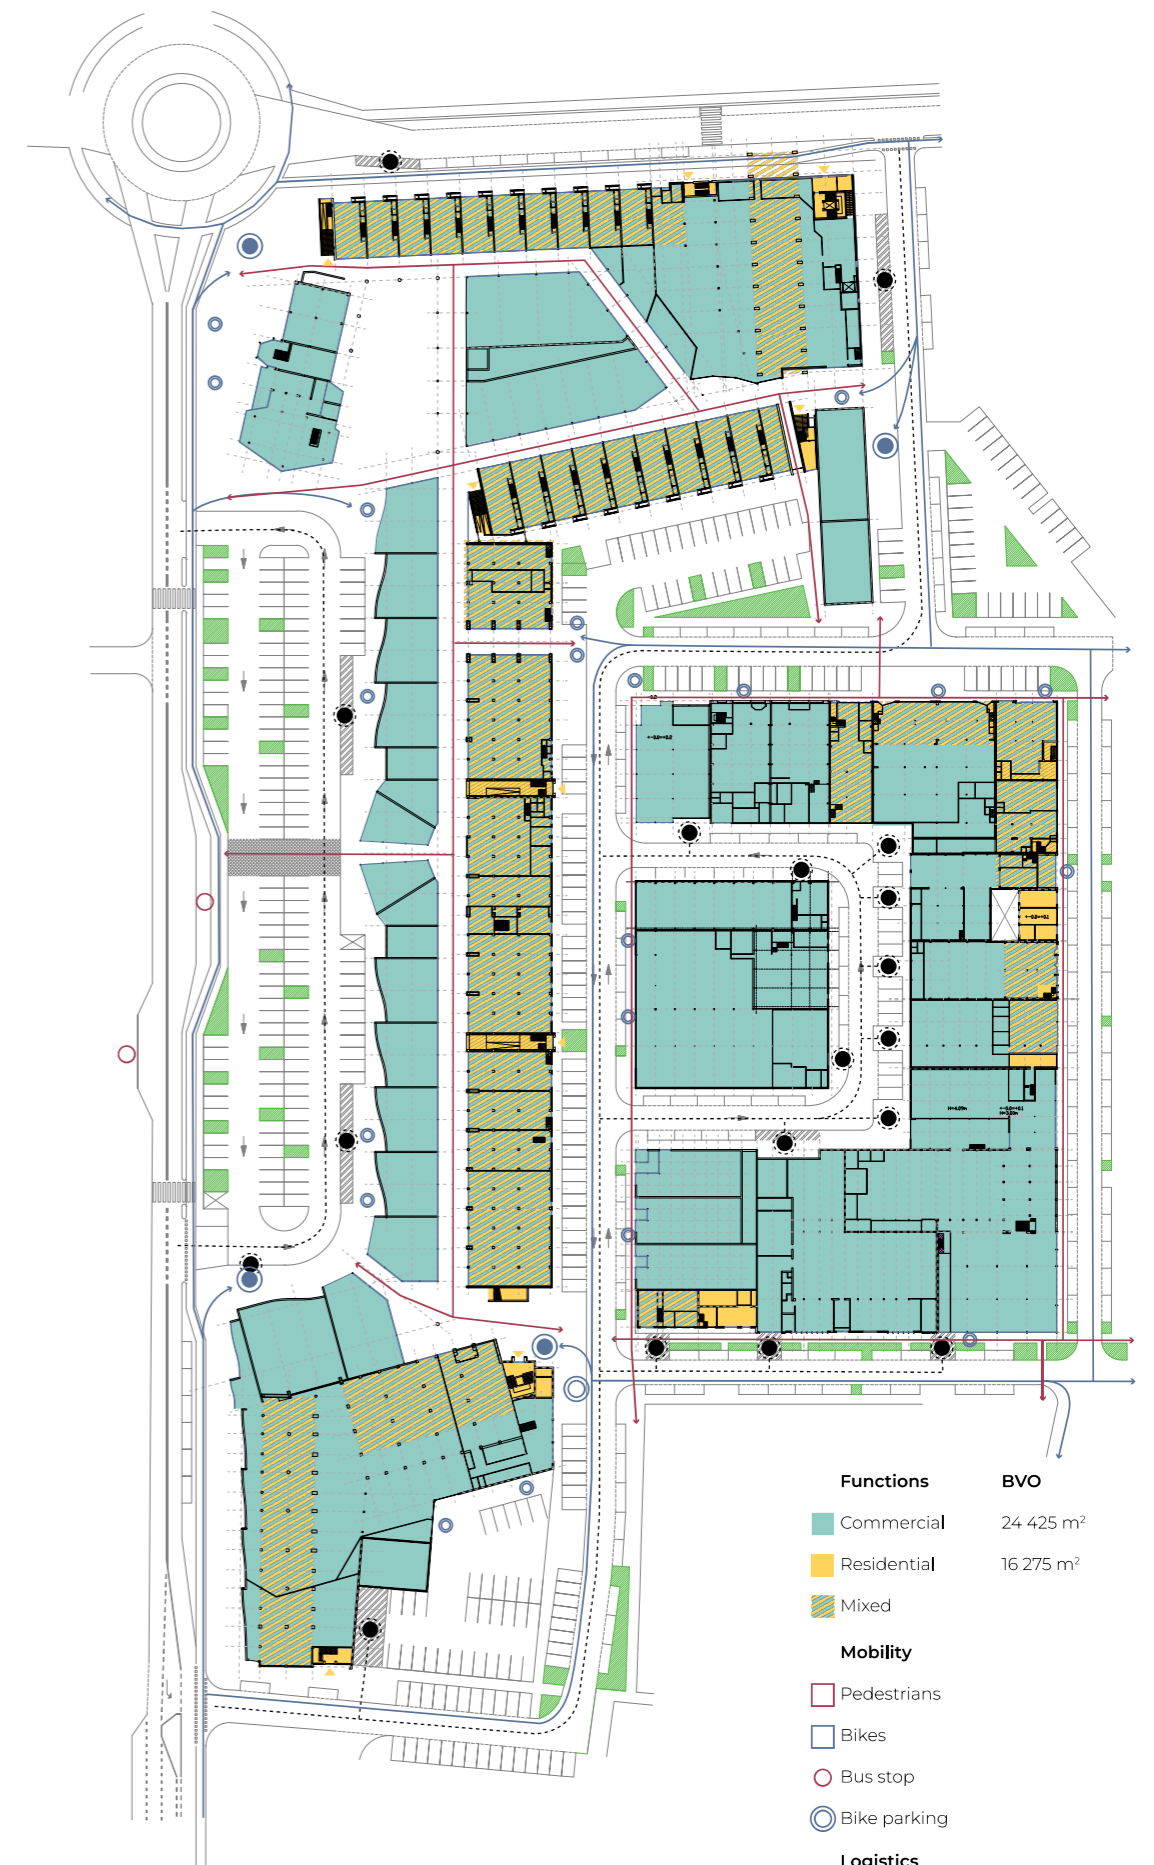 Functions BVO
Commercial 24 425 m²
Residential 16 275 m²
Mixed
Mobility
Pedestrians
Bikes
Bus stop
Bike parking
Logistics